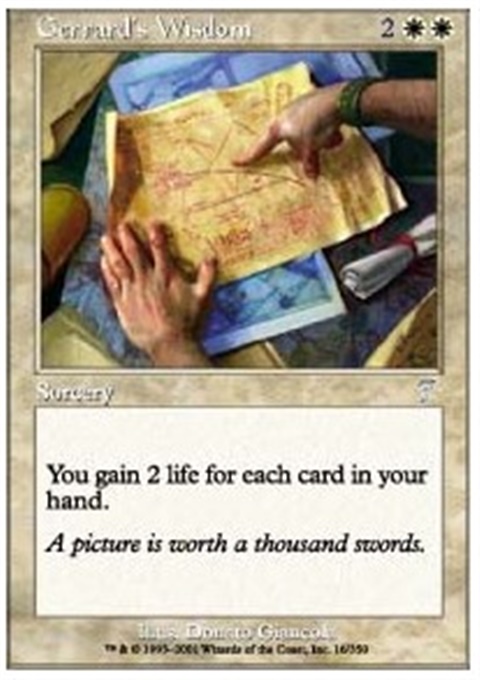 Gerrard's Wisdom 2
Sorcery
You gain 2 life for each card in your
hand.
A picture is worth a thousand swords.
Illus. Donato Giancola
™ & © 1993-2001 Wizards of the Coast, Inc. 16/350